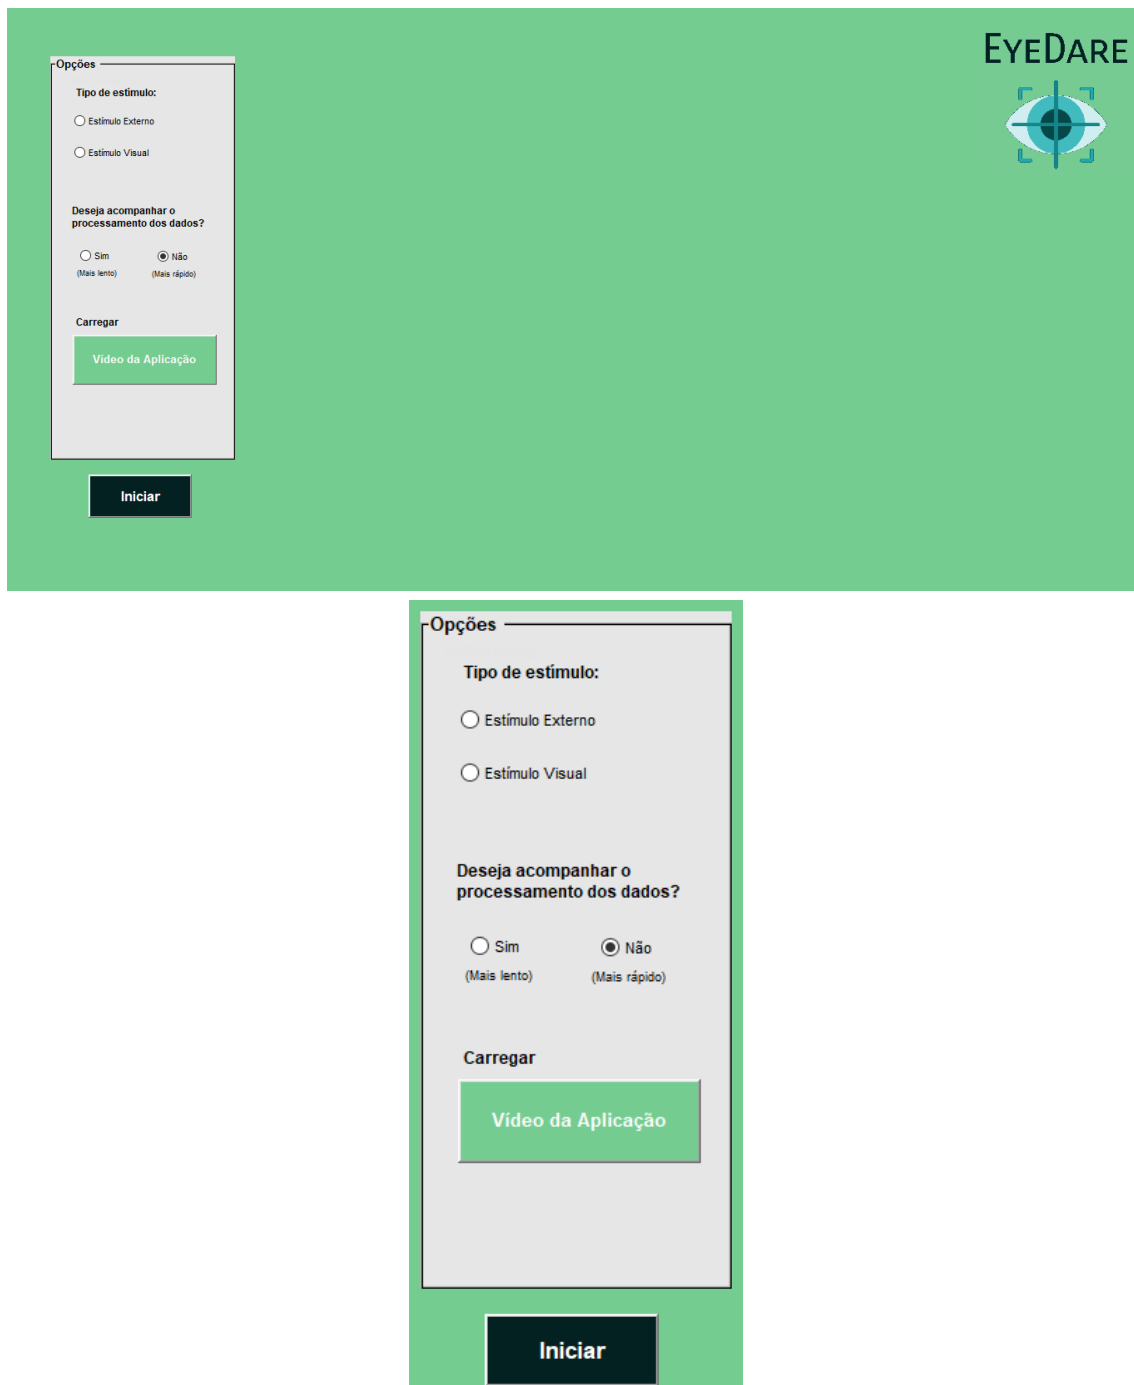 EYEDARE
Opções
Tipo de estímulo:
Estímulo Externo
Estímulo Visual
Deseja acompanhar o
processamento dos dados?
Sim
Não
(Mais lento)
(Mais rápido)
Carregar
Vídeo da Aplicação
Iniciar
Opções
Tipo de estímulo:
Estímulo Externo
Estímulo Visual
Deseja acompanhar o
processamento dos dados?
Sim
Não
(Mais lento)
(Mais rápido)
Carregar
Vídeo da Aplicação
Iniciar